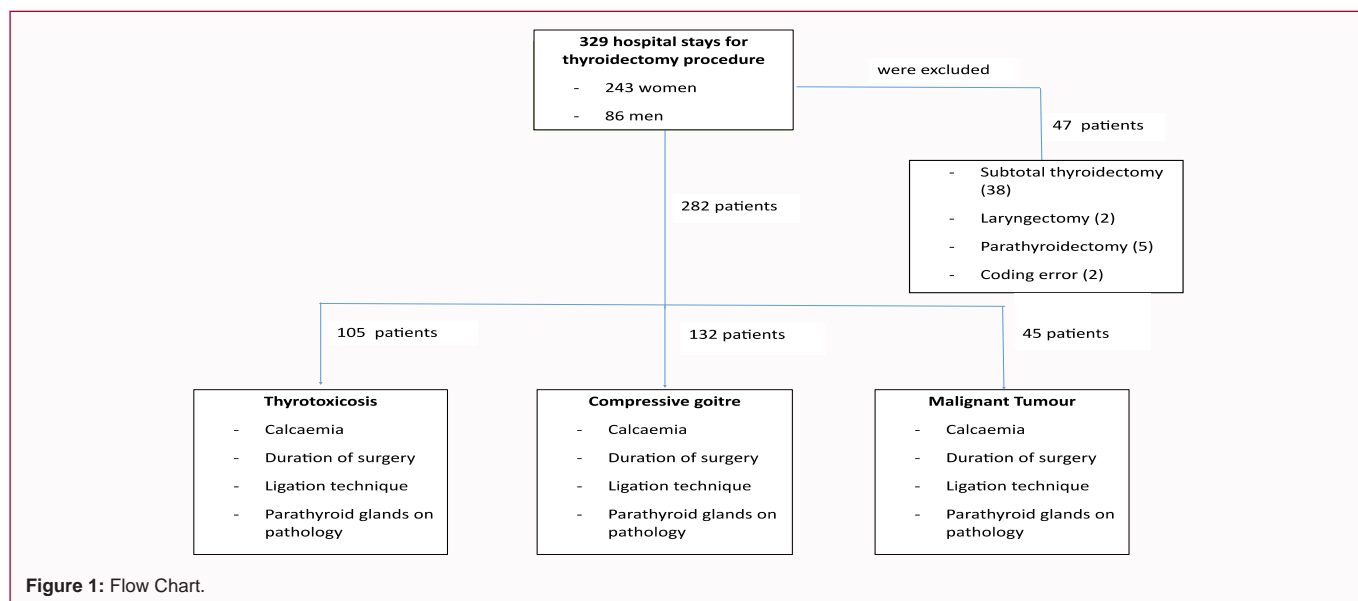 329 hospital stays for
thyroidectomy procedure
- 243 women
- 86 men
were excluded
47 patients
- Subtotal thyroidectomy
(38)
- Laryngectomy (2)
- Parathyroidectomy (5)
- Coding error (2)
282 patients
105 patients
132 patients
45 patients
Thyrotoxicosis
- Calcaemia
- Duration of surgery
- Ligation technique
- Parathyroid glands on
pathology
Compressive goitre
- Calcaemia
- Duration of surgery
- Ligation technique
- Parathyroid glands on
pathology
Malignant Tumour
- Calcaemia
- Duration of surgery
- Ligation technique
- Parathyroid glands on
pathology
Figure 1: Flow Chart.